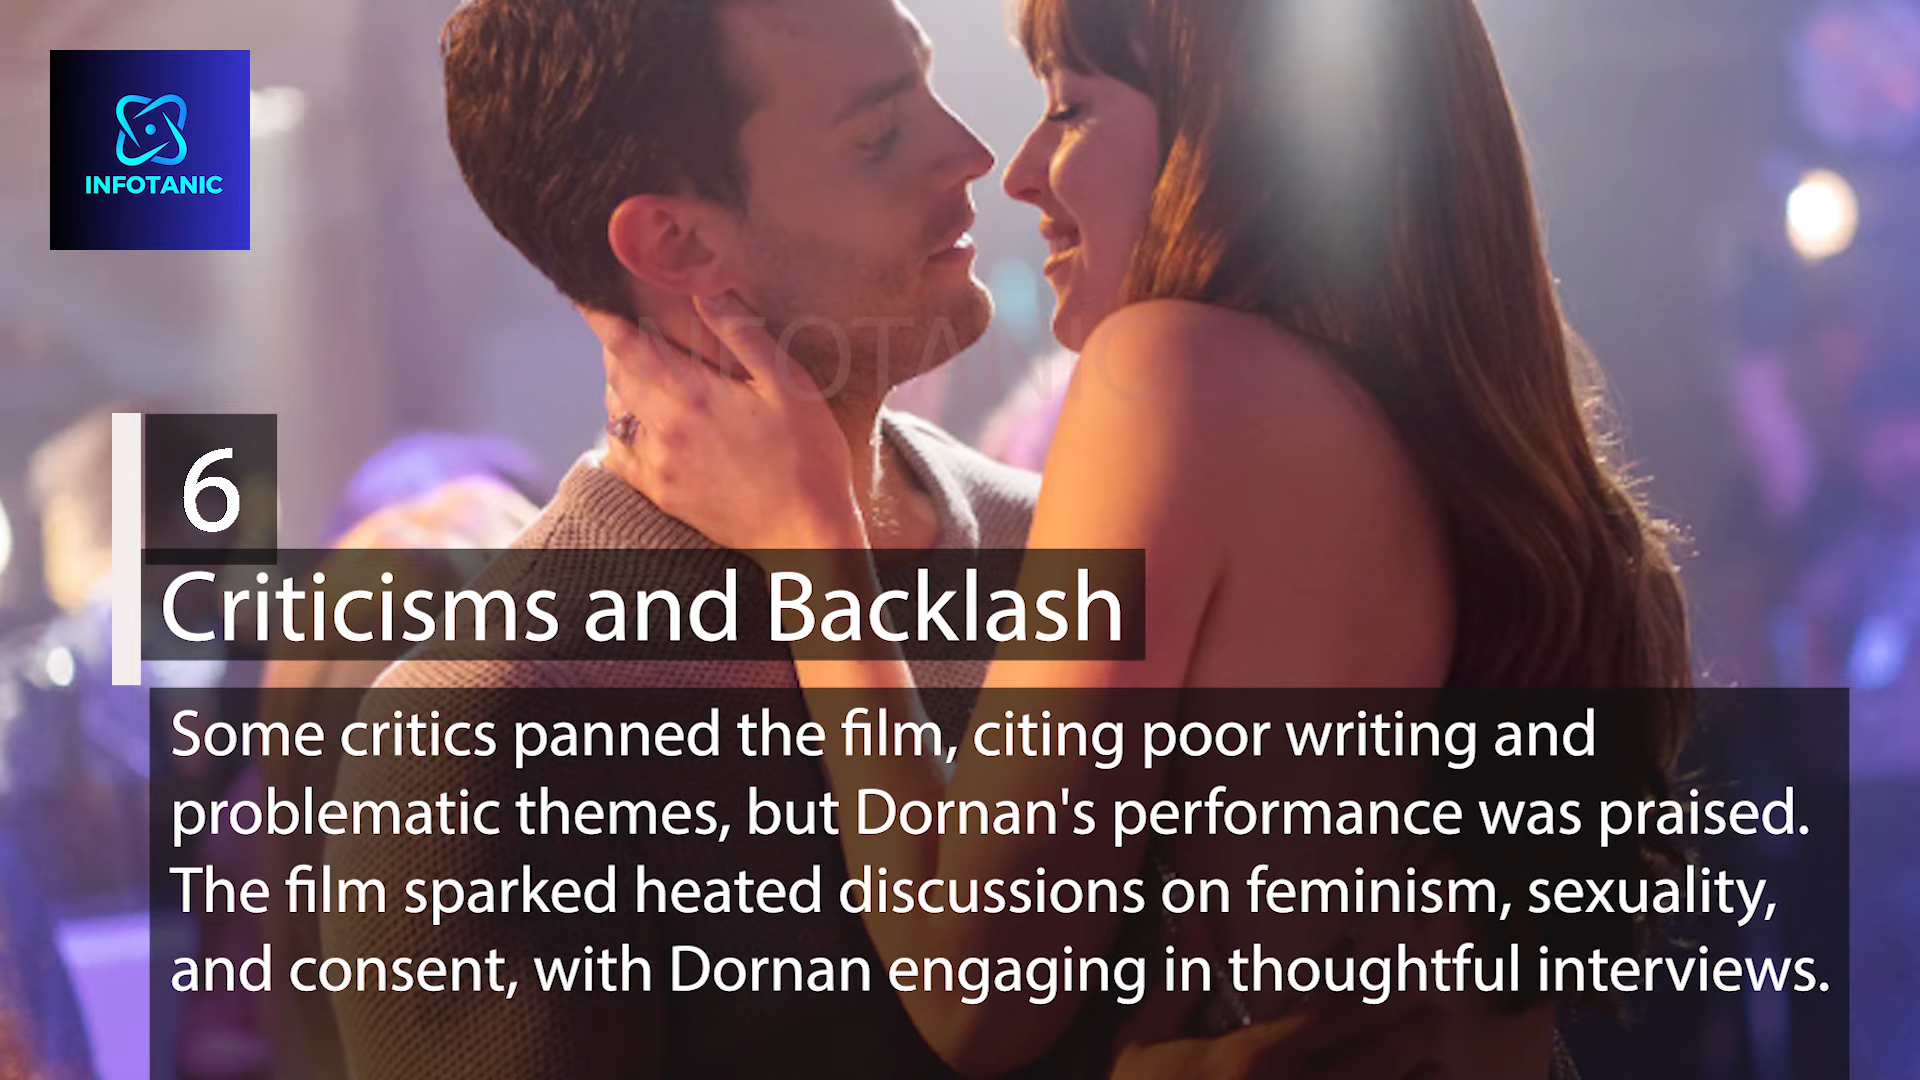 INFOTANIC
INFOTANIC
6
Criticisms and Backlash
Some critics panned the film, citing poor writing and
problematic themes, but Dornan's performance was praised.
The film sparked heated discussions on feminism, sexuality,
and consent, with Dornan engaging in thoughtful interviews.